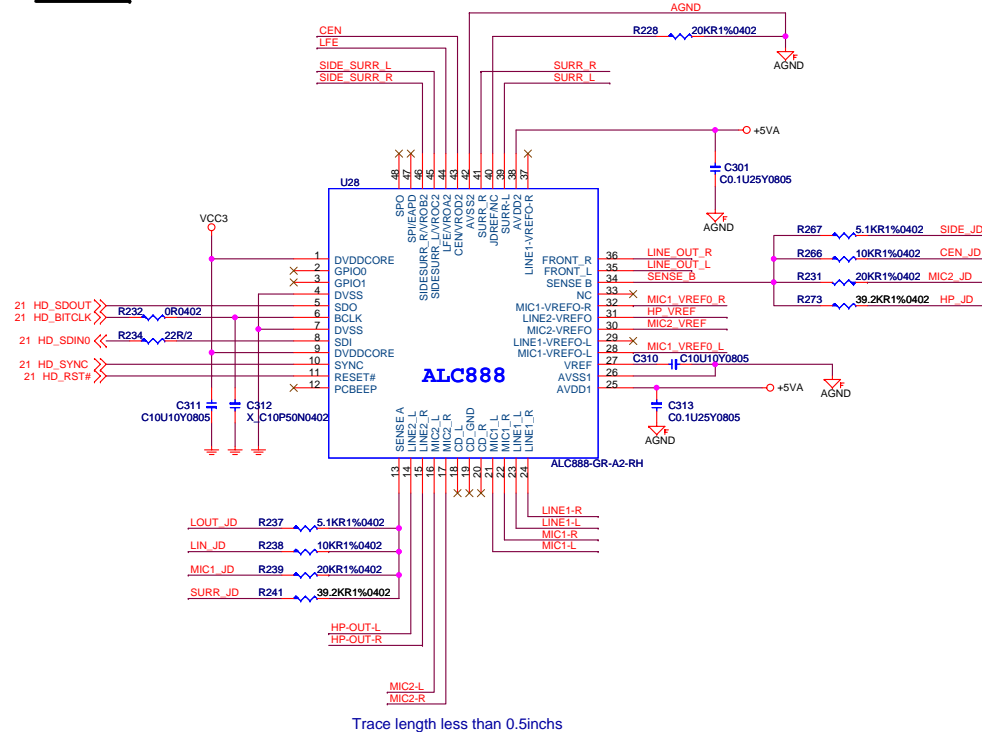 AGND
R228 20KR1%0402
AGND
CEN
LFE
SIDE_SURR_L
SIDE_SURR_R
SURR_R
SURR_L
+5VA
C301
C0.1U25Y0805
AGND
U28
48 47 46 45 44 43 42 41 40 39 38 37
SPO
SPI/EAPD
SIDESURR_R/VROB2
SIDESURR_L/VROC2
LFE/VROA2
CEN/VROD2
AVSS2
SURR_R
JDREF/NC
SURR-L
AVDD2
LINE1-VREFO-R
VCC3
1 DVDDCORE
2 GPIO0
3 GPIO1
4 DVSS
5 SDO
6 BCLK
7 DVSS
8 SDI
9 DVDDCORE
10 SYNC
11 RESET#
12 PCBEEP
21 HD_SDOUT
21 HD_BITCLK R232 0R0402
21 HD_SDIN0 R234 22R/2
21 HD_SYNC
21 HD_RST#
C311
C10U10Y0805
C312
X_C10P50N0402
FRONT_R 36 LINE_OUT_R
FRONT_L 35 LINE_OUT_L
SENSE B 34 SENSE_B
NC 33
MIC1-VREFO-R 32 MIC1_VREF0_R
LINE2-VREFO 31 HP_VREF
MIC2-VREFO 30 MIC2_VREF
LINE1-VREFO-L 29
MIC1-VREFO-L 28 MIC1_VREF0_L
VREF 27 C310 C10U10Y0805
AVSS1 26
AVDD1 25
AGND
+5VA
C313
C0.1U25Y0805
AGND
R267 5.1KR1%0402 SIDE_JD
R266 10KR1%0402 CEN_JD
R231 20KR1%0402 MIC2_JD
R273 39.2KR1%0402 HP_JD
ALC888
ALC888-GR-A2-RH
SENSE A
LINE2_L
LINE2_R
MIC2_L
MIC2_R
CD_L
CD_GND
CD_R
MIC1_L
MIC1_R
LINE1_L
LINE1_R
13 14 15 16 17 18 19 20 21 22 23 24
LINE1-R
LINE1-L
MIC1-R
MIC1-L
LOUT_JD R237 5.1KR1%0402
LIN_JD R238 10KR1%0402
MIC1_JD R239 20KR1%0402
SURR_JD R241 39.2KR1%0402
HP-OUT-L
HP-OUT-R
MIC2-L
MIC2-R
Trace length less than 0.5inchs